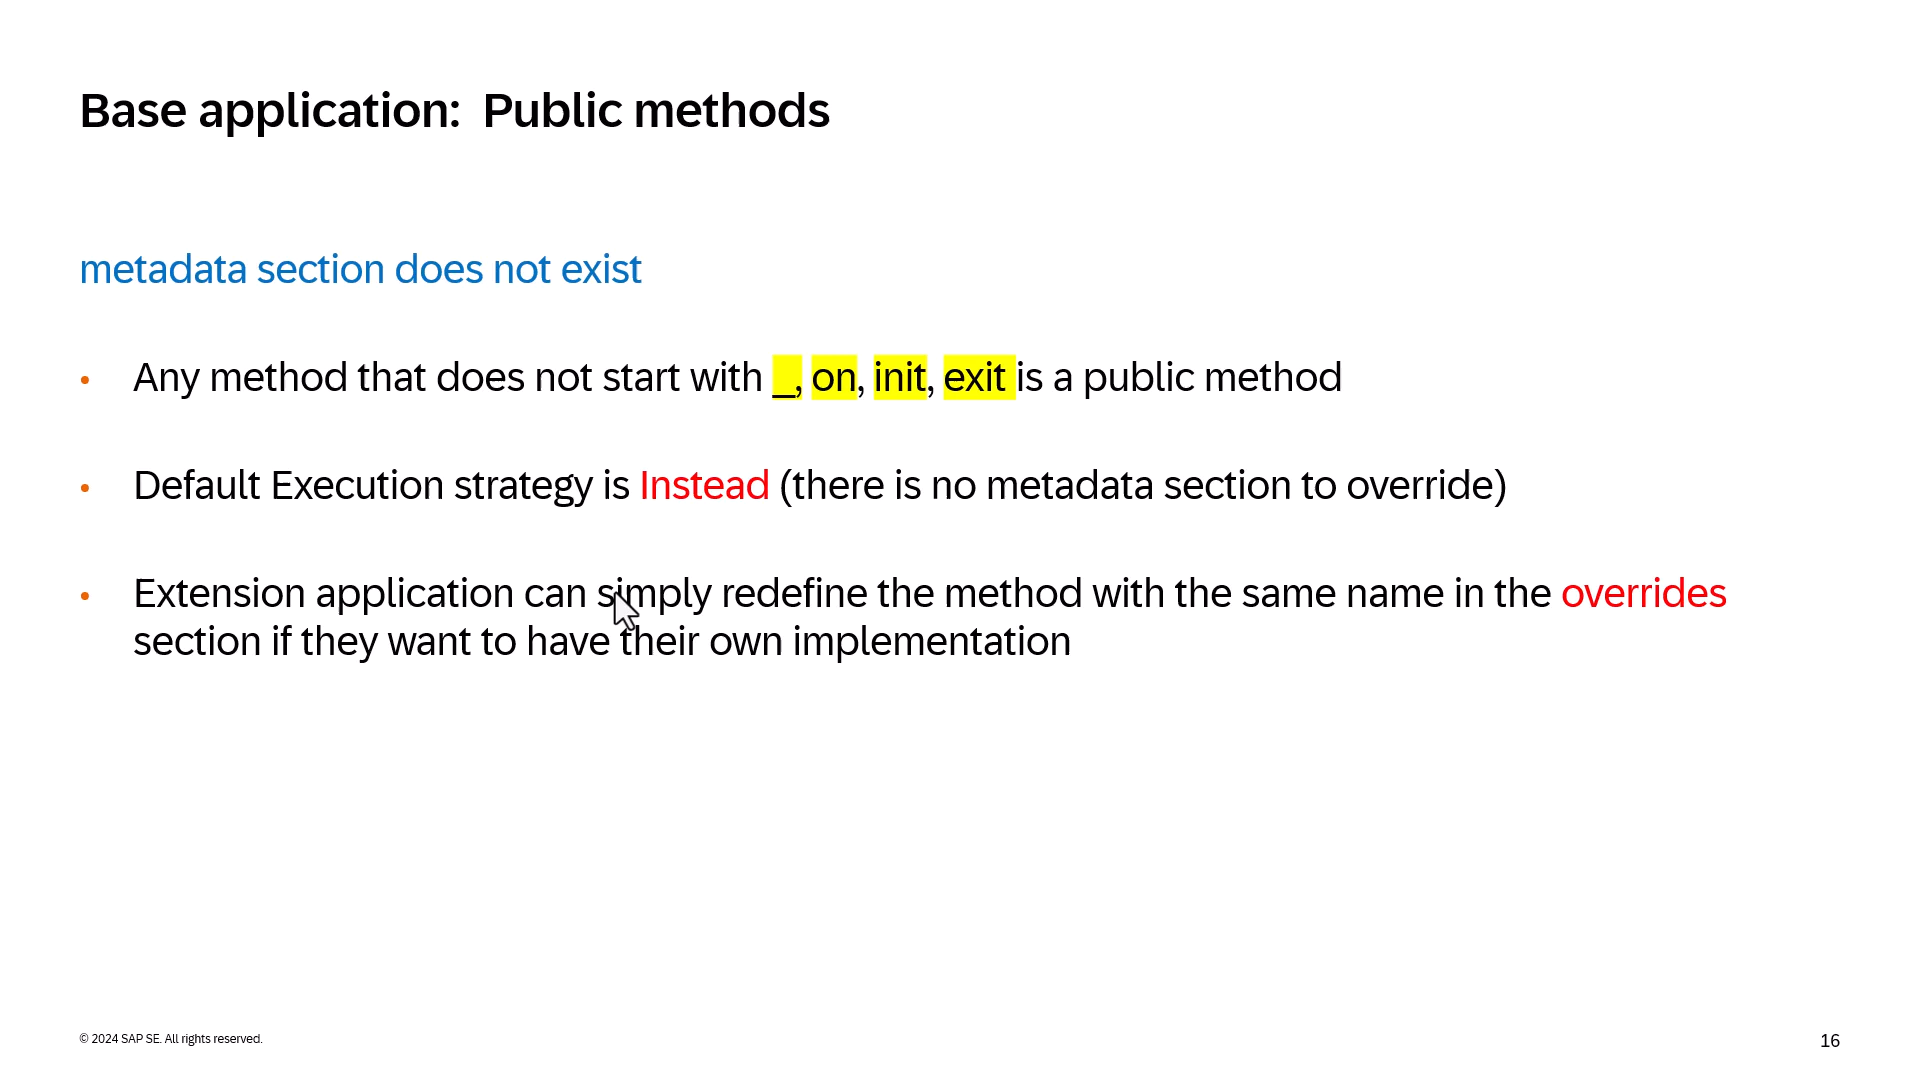 Base application: Public methods
metadata section does not exist
• Any method that does not start with _, on, init, exit is a public method
• Default Execution strategy is Instead (there is no metadata section to override)
• Extension application can simply redefine the method with the same name in the overrides
section if they want to have their own implementation
© 2024 SAP SE. All rights reserved.
16